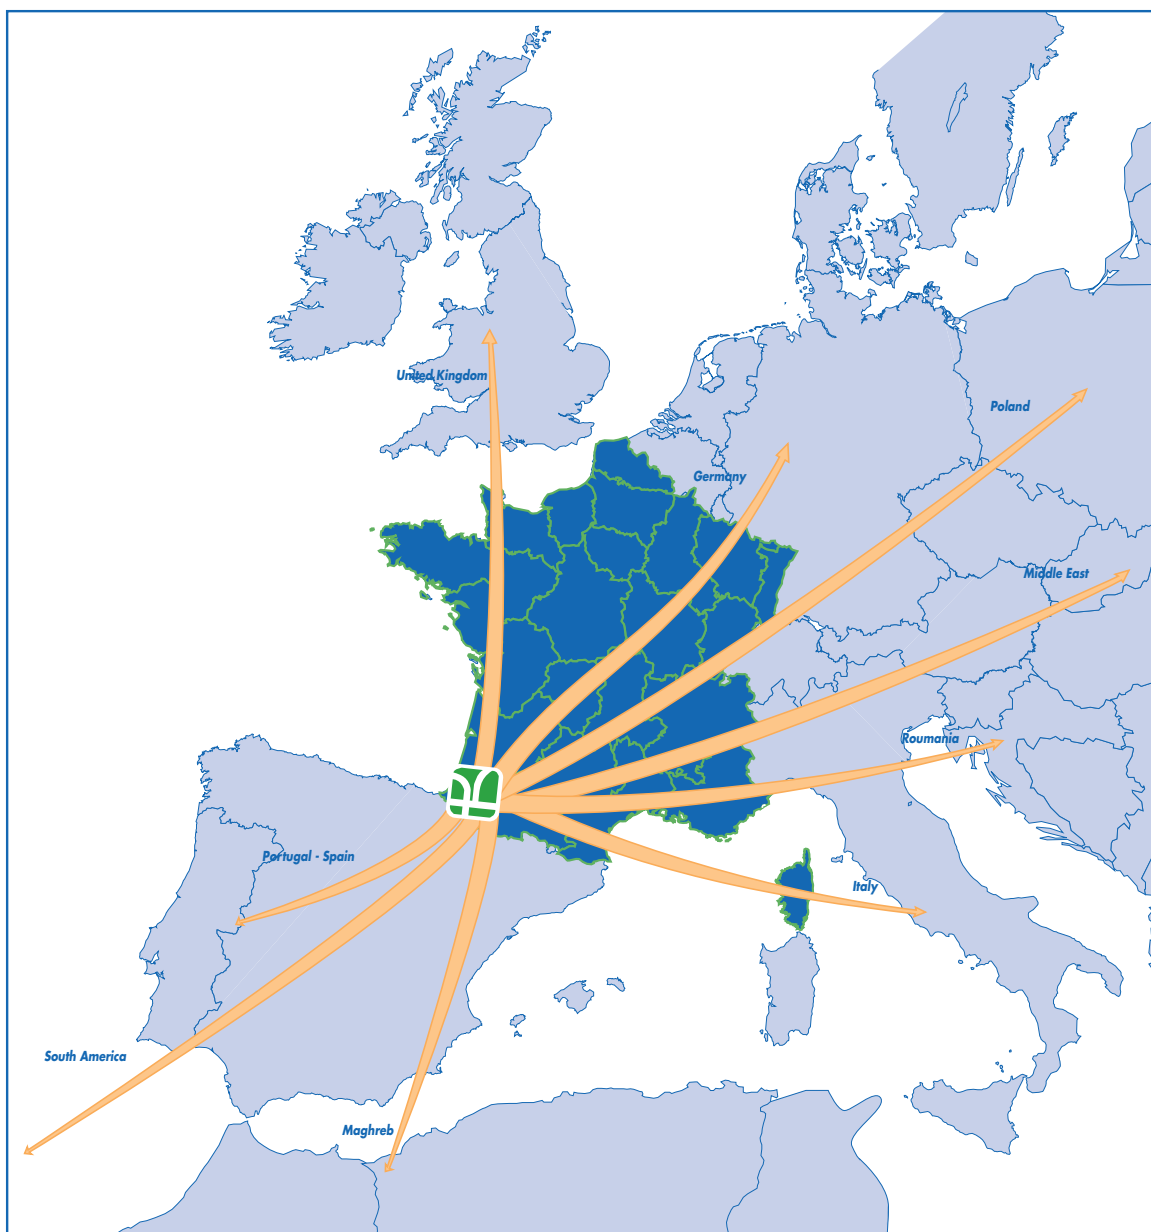 United Kingdom
Poland
Germany
Middle East
Roumania
Portugal - Spain
Italy
South America
Maghreb